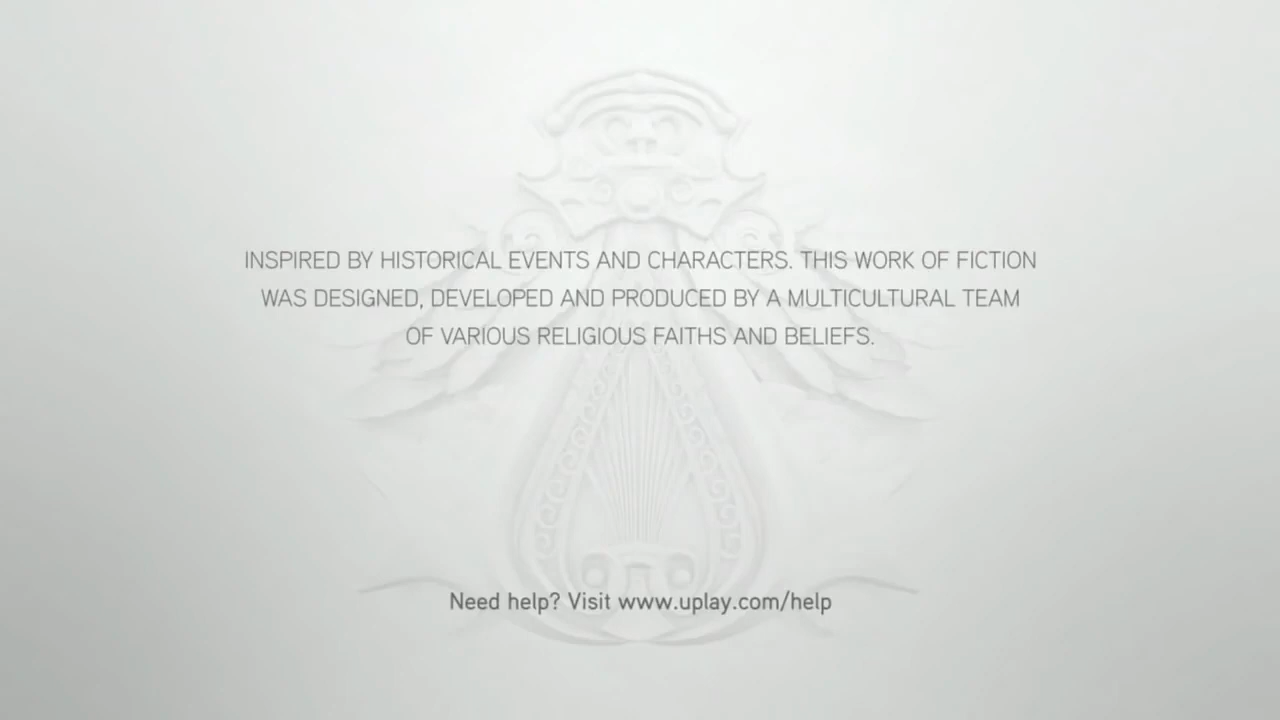 INSPIRED BY HISTORICAL EVENTS AND CHARACTERS. THIS WORK OF FICTION
WAS DESIGNED, DEVELOPED AND PRODUCED BY A MULTICULTURAL TEAM
OF VARIOUS RELIGIOUS FAITHS AND BELIEFS.
Need help? Visit www.uplay.com/help